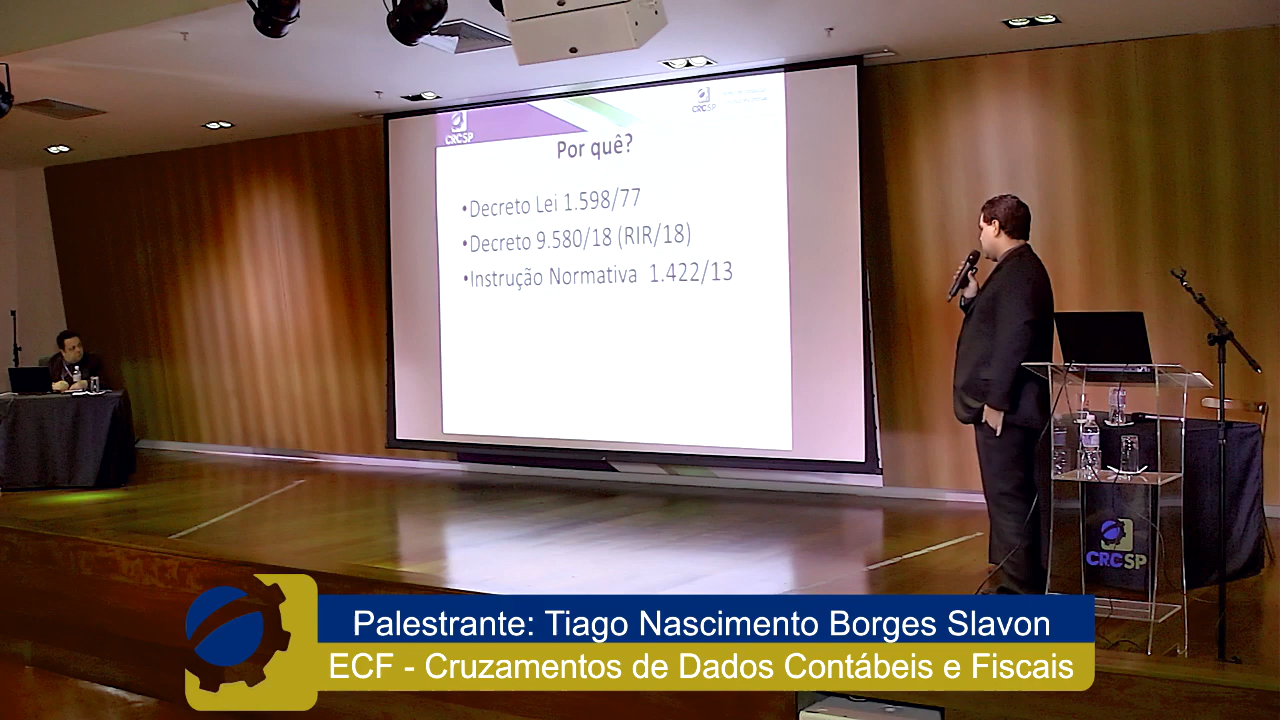 CRCSP
CRCSP
Por quê?
•Decreto Lei 1.598/77
•Decreto 9.580/18 (RIR/18)
•Instrução Normativa 1.422/13
CRCSP
Palestrante: Tiago Nascimento Borges Slavon
ECF - Cruzamentos de Dados Contábeis e Fiscais